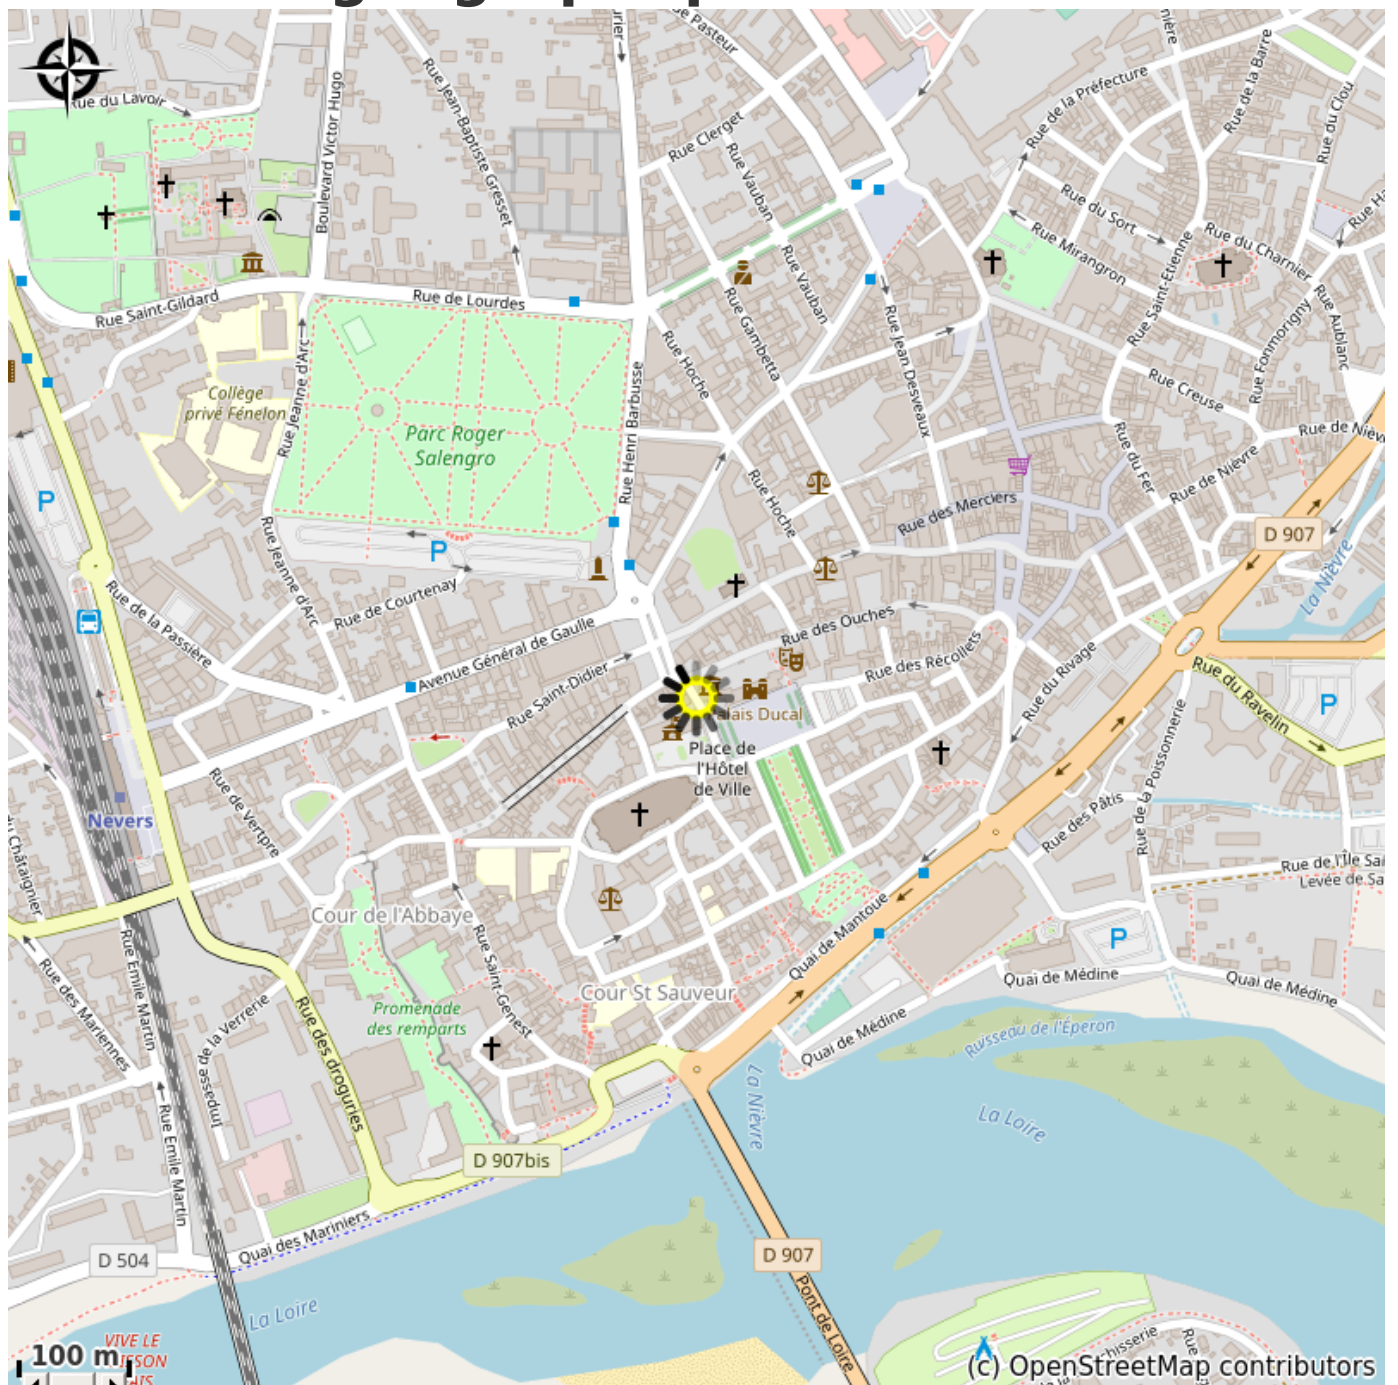 Rue Pasteur
Rue du Lavoir
Boulevard Victor Hugo
Rue Jean-Baptiste Gresset
Rue Clerget
Rue Vauban
Rue Vauban
Rue de la Préfecture
Rue de la Barre
Rue du Clou
Rue du Sort
Rue Mirangron
Rue Saint-Etienne
Rue du Charnier
Rue Saint-Gildard
Rue de Lourdes
Rue Gambetta
Rue Hoche
Rue Jean Desveaux
Rue Fonmorigny
Rue Aublanc
Rue Jeanne d'Arc
Collège
privé Fénelon
Parc Roger
Salengro
Rue Henri Barbusse
Rue Creuse
Rue de Nièvre
Rue du Fer
Rue de Nièvre
P
Rue Hoche
Rue des Merciers
D 907
P
Rue Jeanne d'Arc
Rue de Courtenay
La Nièvre
Rue de la Passière
Avenue Général de Gaulle
Rue des Ouches
Rue des Récollets
Rue Saint-Didier
Rue du Rivage
Rue du Ravelin
P
Ducal
Place de
l'Hôtel
de Ville
Rue de la Poissonnerie
Rue de Vertpre
Nevers
Rue des Pâtis
Châtaignier
Levée de
Cour de l'Abbaye
Rue Saint-Genest
Quai de Mantoue
P
Rue Emile Martin
Rue des Mariennes
Quai de Médine
Quai de Médine
Cour St Sauveur
Promenade
des remparts
Rue des droguries
Impasse de la Verrerie
Quai de Médine
Ruisseau de l'Éperon
La Nièvre
La Loire
Rue Emile Martin
D 907bis
Quai des Mariniers
D 504
D 907
La Loire
Pont de Loire
VIVE LE
100 m
Rue
(c) OpenStreetMap contributors